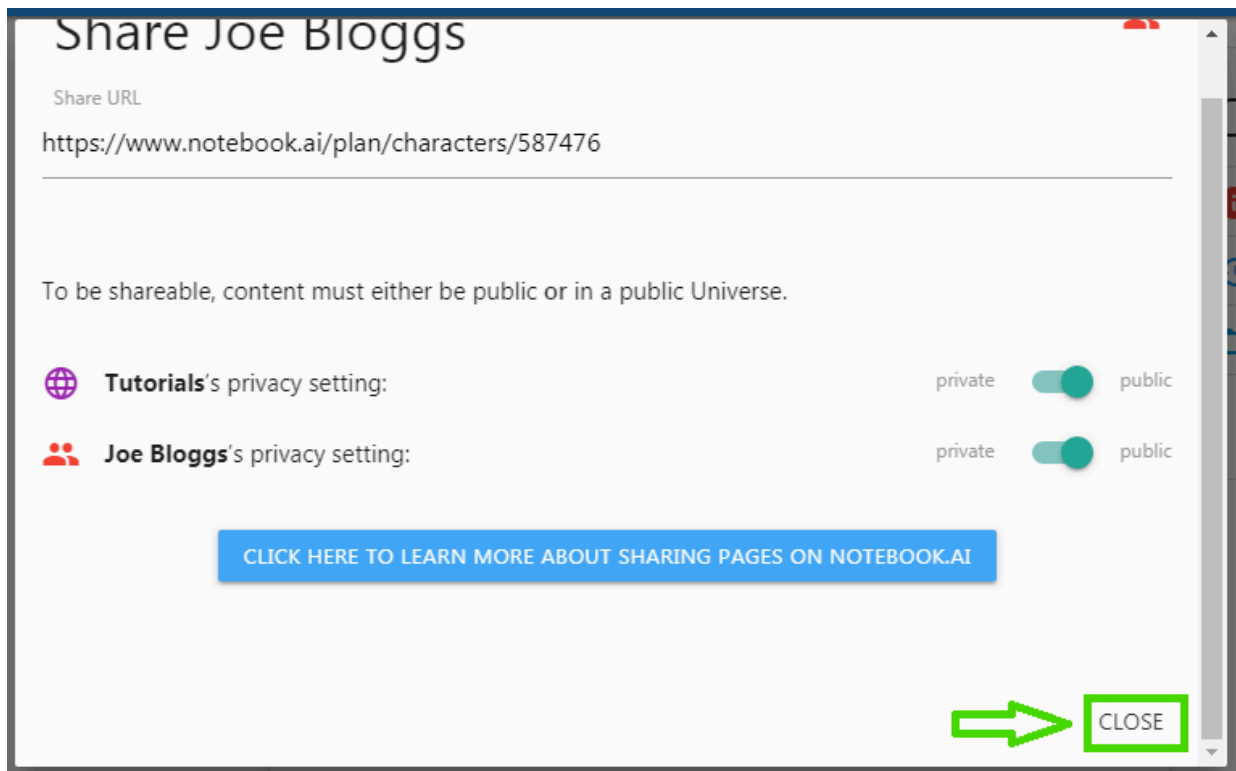 Share Joe Bloggs
Share URL
https://www.notebook.ai/plan/characters/587476
To be shareable, content must either be public or in a public Universe.
Tutorials's privacy setting: private public
Joe Bloggs's privacy setting: private public
CLICK HERE TO LEARN MORE ABOUT SHARING PAGES ON NOTEBOOK.AI
CLOSE